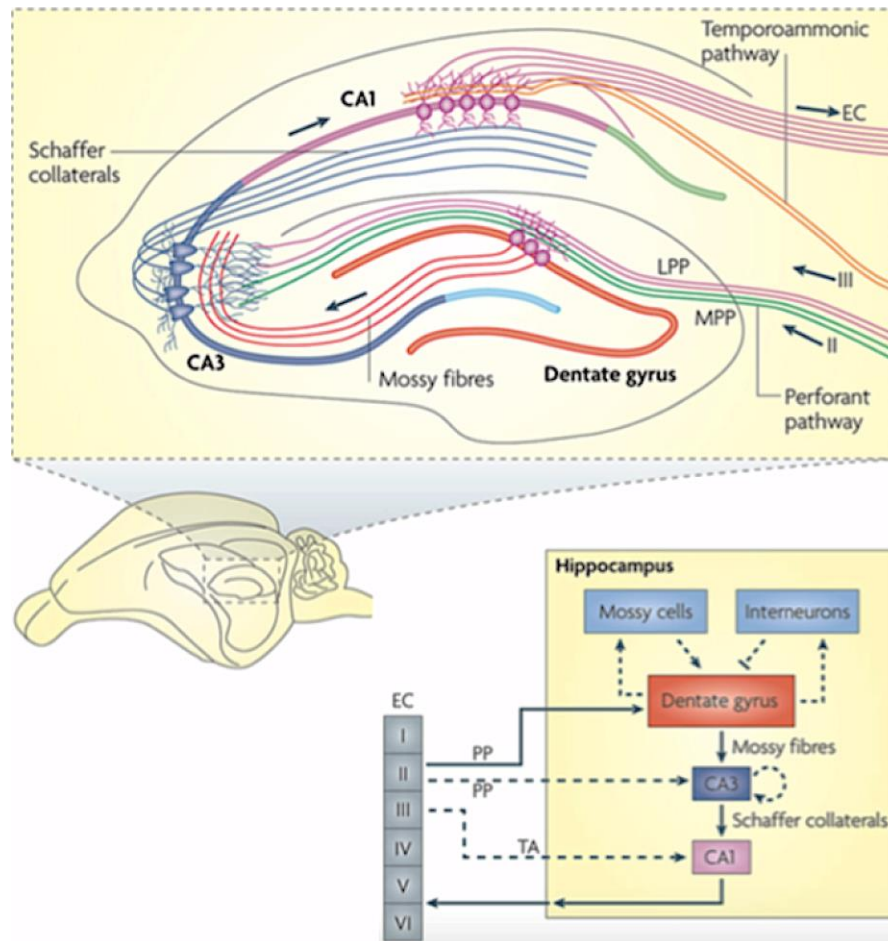 Temporoammonic
pathway
CA1
EC
Schaffer
collaterals
LPP
III
MPP
II
CA3
Mossy fibres
Dentate gyrus
Perforant
pathway
Hippocampus
Mossy cells
Interneurons
EC
Dentate gyrus
I
PP
Mossy fibres
II
PP
CA3
III
Schaffer collaterals
IV
TA
CA1
V
VI